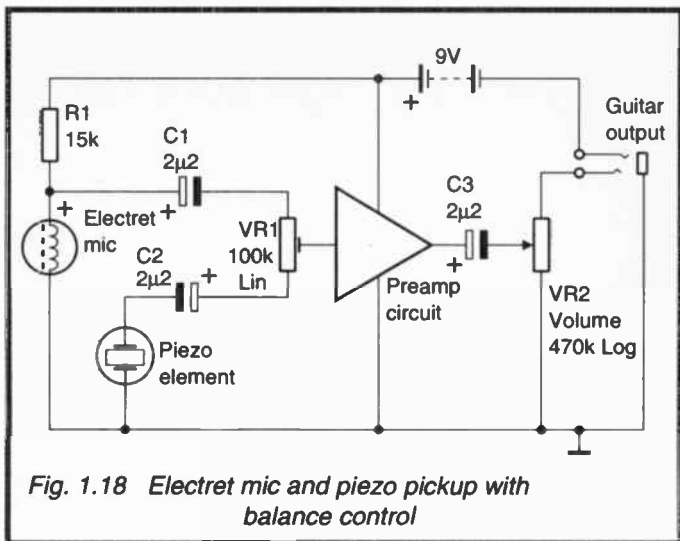 9V
+
R1
15k
C1
2µ2
Guitar
output
+
Electret
mic
+
VR1
100k
Lin
C3
2µ2
C2
2µ2
+
+
Preamp
circuit
VR2
Volume
470k Log
Piezo
element
Fig. 1.18 Electret mic and piezo pickup with
balance control